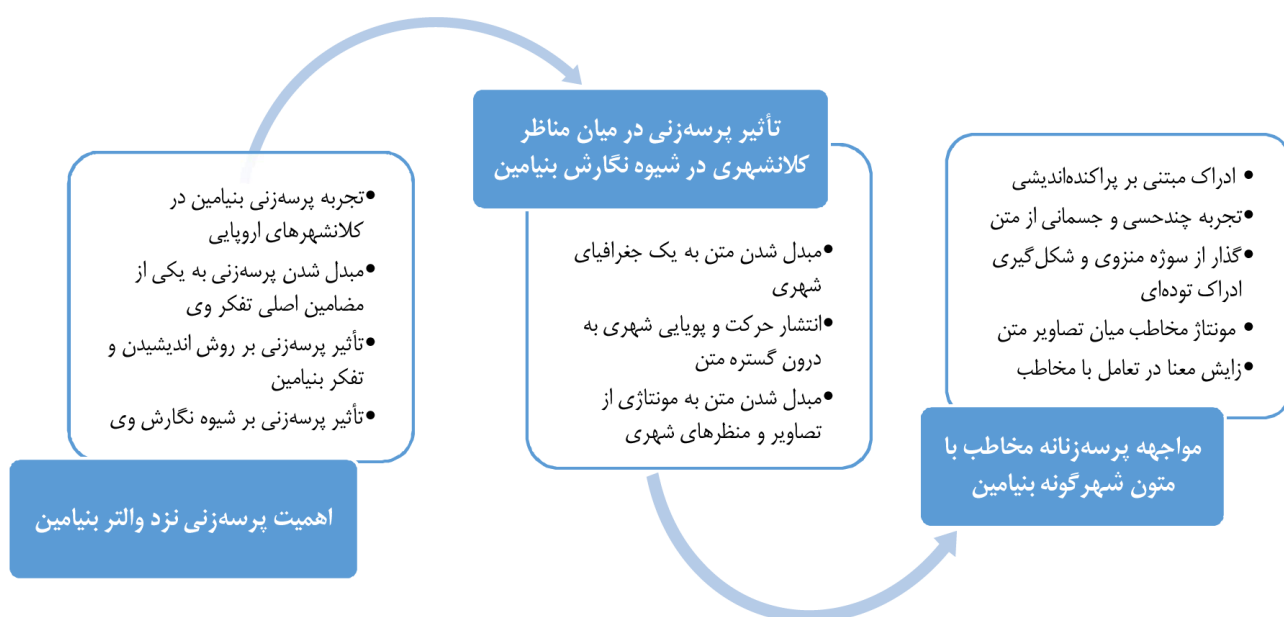 اهمیت پرسه‌زنی نزد والتر بنیامین
•تجربه پرسه‌زنی بنیامین در
کلانشهرهای اروپایی
•مبدل شدن پرسه‌زنی به یکی از
مضامین اصلی تفکر وی
•تأثیر پرسه‌زنی بر روش اندیشیدن و
تفکر بنیامین
•تأثیر پرسه‌زنی بر شیوه نگارش وی
تأثیر پرسه‌زنی در میان مناظر
کلانشهری در شیوه نگارش بنیامین
•مبدل شدن متن به یک جغرافیای
شهری
•انتشار حرکت و پویایی شهری به
درون گستره متن
•مبدل شدن متن به مونتاژی از
تصاویر و منظرهای شهری
مواجهه پرسه‌زنانه مخاطب با
متون شهرگونه بنیامین
• ادراک مبتنی بر پراکنده‌اندیشی
•تجربه چندحسی و جسمانی از متن
•گذار از سوژه منزوی و شکل‌گیری
ادراک توده‌ای
• مونتاژ مخاطب میان تصاویر متن
•زایش معنا در تعامل با مخاطب